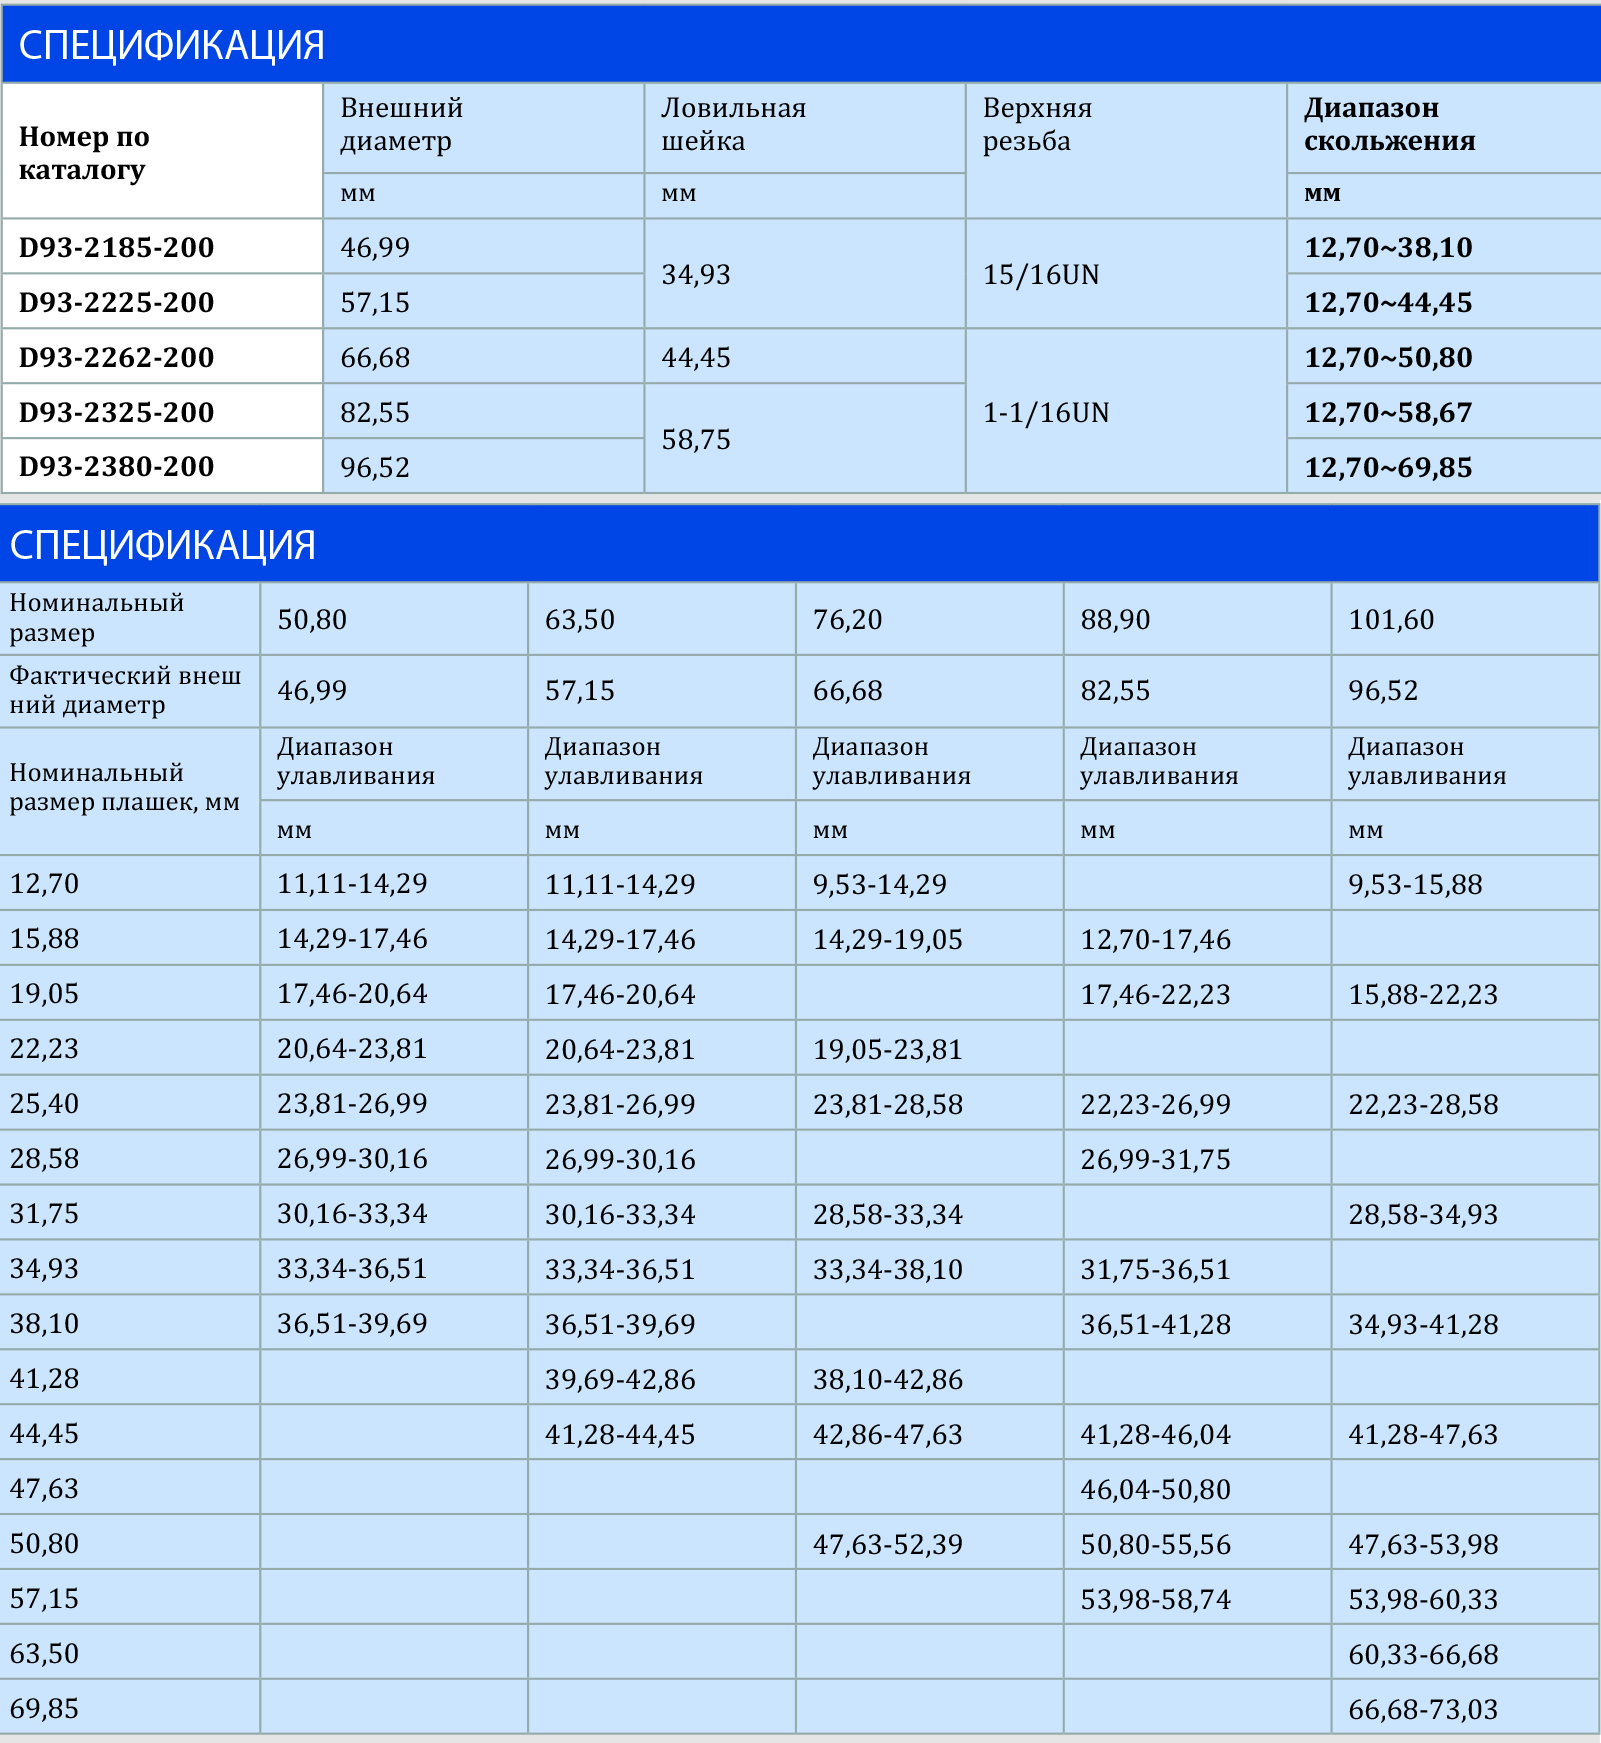 СПЕЦИФИКАЦИЯ
Номер по
каталогу
Внешний
диаметр
Ловильная
шейка
Верхняя
резьба
Диапазон
скольжения
мм
мм
мм
D93-2185-200
46,99
34,93
15/16UN
12,70~38,10
D93-2225-200
57,15
12,70~44,45
D93-2262-200
66,68
44,45
1-1/16UN
12,70~50,80
D93-2325-200
82,55
58,75
12,70~58,67
D93-2380-200
96,52
12,70~69,85
СПЕЦИФИКАЦИЯ
Номинальный
размер
50,80
63,50
76,20
88,90
101,60
Фактический внеш
ний диаметр
46,99
57,15
66,68
82,55
96,52
Номинальный
размер плашек, мм
Диапазон
улавливания
Диапазон
улавливания
Диапазон
улавливания
Диапазон
улавливания
Диапазон
улавливания
мм
мм
мм
мм
мм
12,70
11,11-14,29
11,11-14,29
9,53-14,29
9,53-15,88
15,88
14,29-17,46
14,29-17,46
14,29-19,05
12,70-17,46
19,05
17,46-20,64
17,46-20,64
17,46-22,23
15,88-22,23
22,23
20,64-23,81
20,64-23,81
19,05-23,81
25,40
23,81-26,99
23,81-26,99
23,81-28,58
22,23-26,99
22,23-28,58
28,58
26,99-30,16
26,99-30,16
26,99-31,75
31,75
30,16-33,34
30,16-33,34
28,58-33,34
28,58-34,93
34,93
33,34-36,51
33,34-36,51
33,34-38,10
31,75-36,51
38,10
36,51-39,69
36,51-39,69
36,51-41,28
34,93-41,28
41,28
39,69-42,86
38,10-42,86
44,45
41,28-44,45
42,86-47,63
41,28-46,04
41,28-47,63
47,63
46,04-50,80
50,80
47,63-52,39
50,80-55,56
47,63-53,98
57,15
53,98-58,74
53,98-60,33
63,50
60,33-66,68
69,85
66,68-73,03